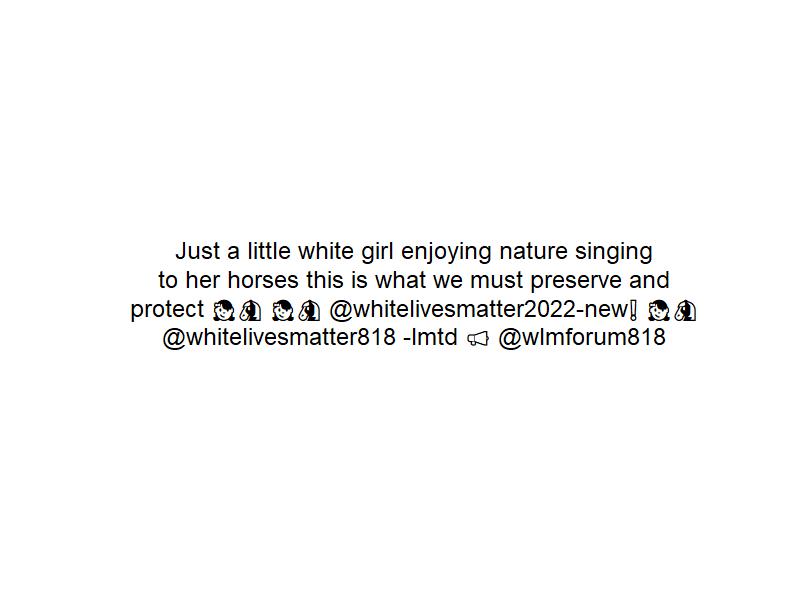 Just a little white girl enjoying nature singing
to her horses this is what we must preserve and
protect 👩🐴 👩🐴 @whitelivesmatter2022-new❕ 👩🐴
@whitelivesmatter818 -lmtd 📢 @wlmforum818